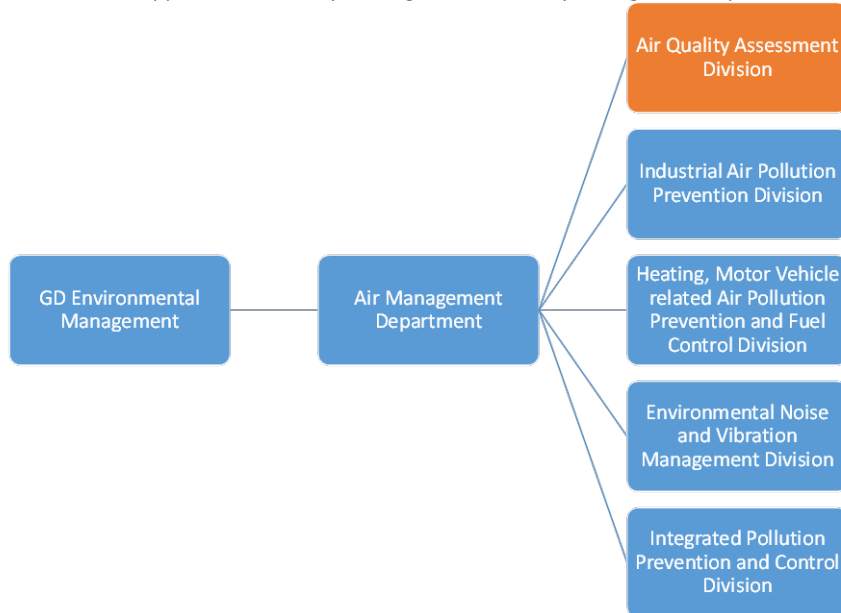 Air Quality Assessment
Division
Industrial Air Pollution
Prevention Division
GD Environmental
Management
Air Management
Department
Heating, Motor Vehicle
related Air Pollution
Prevention and Fuel
Control Division
Environmental Noise
and Vibration
Management Division
Integrated Pollution
Prevention and Control
Division